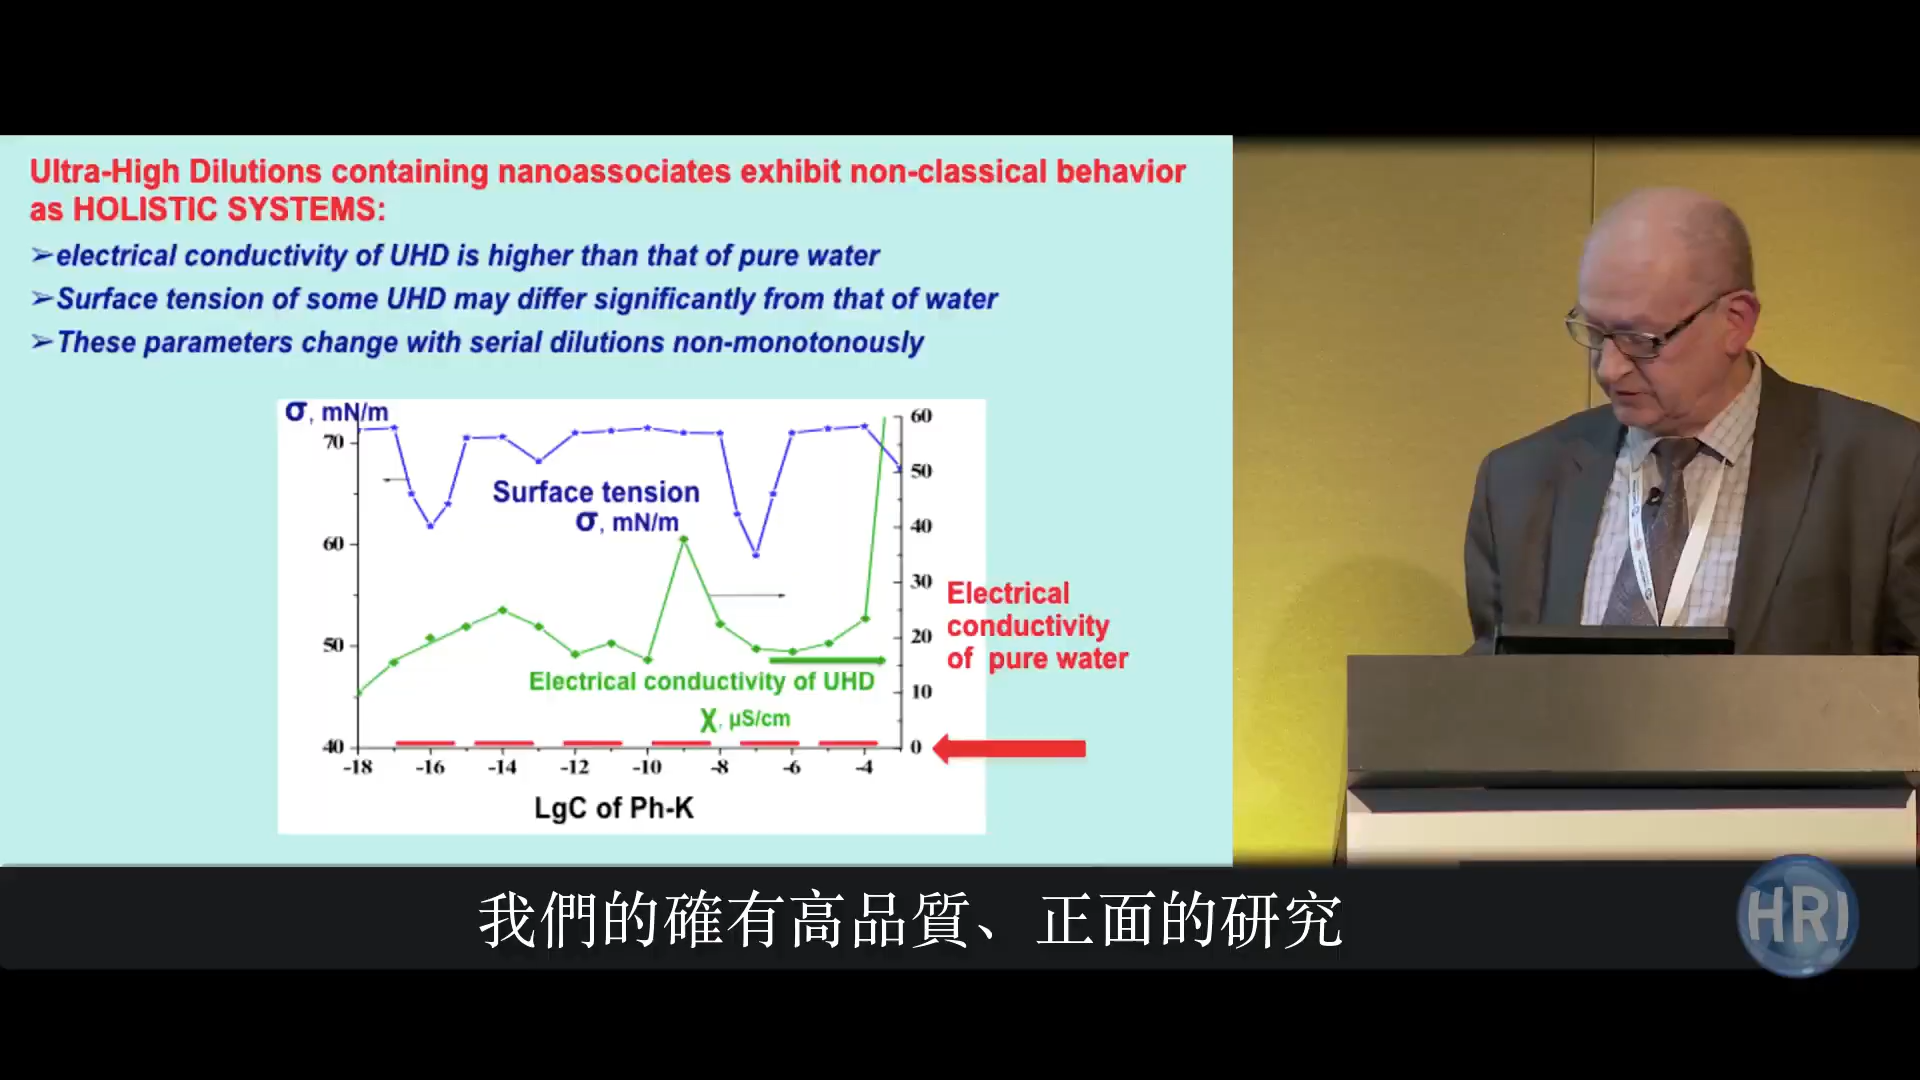 Ultra-High Dilutions containing nanoassociates exhibit non-classical behavior
as HOLISTIC SYSTEMS:
➢electrical conductivity of UHD is higher than that of pure water
➢Surface tension of some UHD may differ significantly from that of water
➢These parameters change with serial dilutions non-monotonously
σ, mN/m
70
60
50
40
60
50
40
30
20
10
0
Surface tension
σ, mN/m
Electrical
conductivity
of pure water
Electrical conductivity of UHD
χ, µS/cm
-18 -16 -14 -12 -10 -8 -6 -4
LgC of Ph-K
我們的確有高品質、正面的研究
HRI